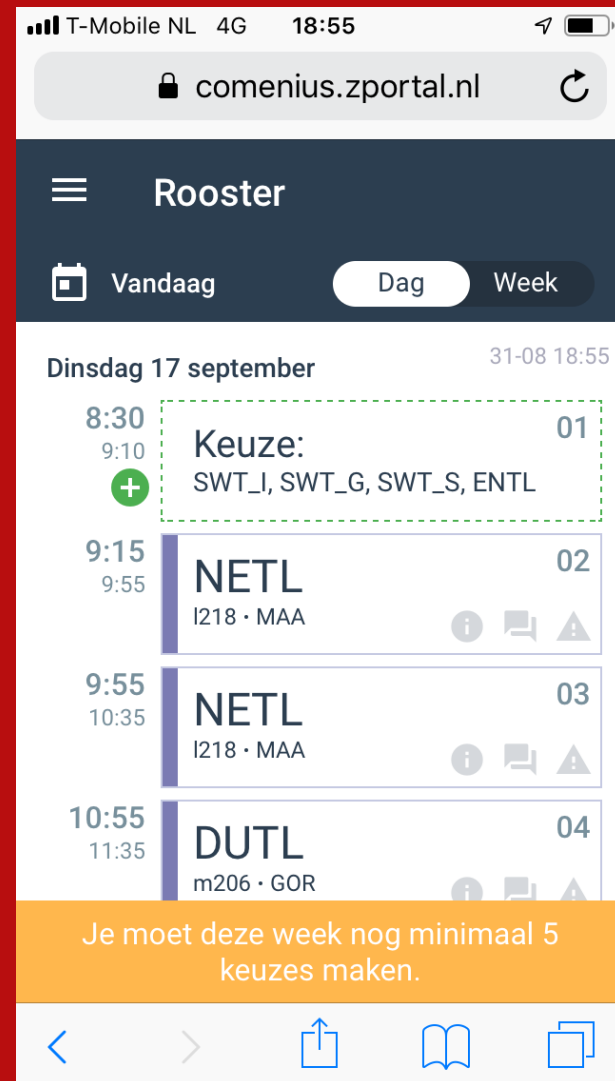 T-Mobile NL 4G 18:55
comenius.zportal.nl
Rooster
Vandaag Dag Week
Dinsdag 17 september 31-08 18:55
8:30 01
9:10 Keuze:
SWT_I, SWT_G, SWT_S, ENTL
9:15 02
9:55 NETL
l218 · MAA
9:55 03
10:35 NETL
l218 · MAA
10:55 04
11:35 DUTL
m206 · GOR
Je moet deze week nog minimaal 5
keuzes maken.